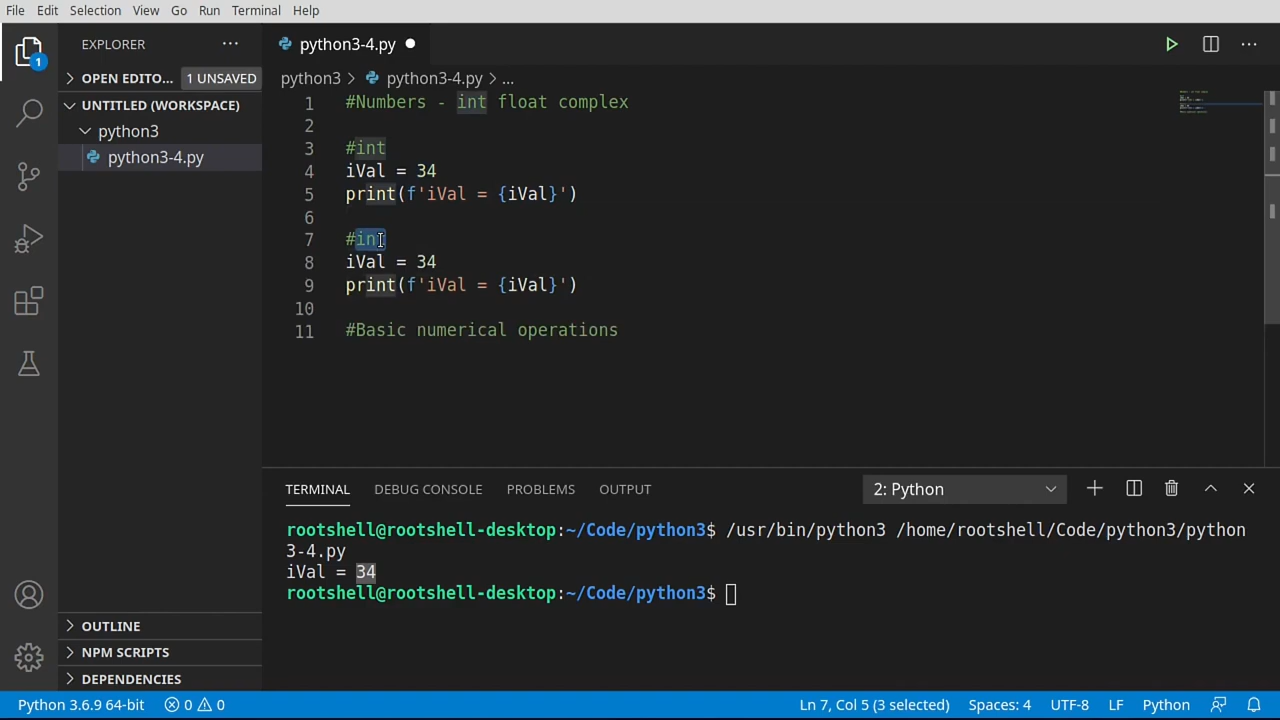 File Edit Selection View Go Run Terminal Help
EXPLORER
OPEN EDITO... 1 UNSAVED
UNTITLED (WORKSPACE)
python3
python3-4.py
OUTLINE
NPM SCRIPTS
DEPENDENCIES
1
python3-4.py
python3 > python3-4.py > ...
1 #Numbers - int float complex
2
3 #int
4 iVal = 34
5 print(f'iVal = {iVal}')
6
7 #int
8 iVal = 34
9 print(f'iVal = {iVal}')
10
11 #Basic numerical operations
TERMINAL DEBUG CONSOLE PROBLEMS OUTPUT 2: Python
rootshell@rootshell-desktop:~/Code/python3$ /usr/bin/python3 /home/rootshell/Code/python3/python
3-4.py
iVal = 34
rootshell@rootshell-desktop:~/Code/python3$
Python 3.6.9 64-bit 0 0 Ln 7, Col 5 (3 selected) Spaces: 4 UTF-8 LF Python